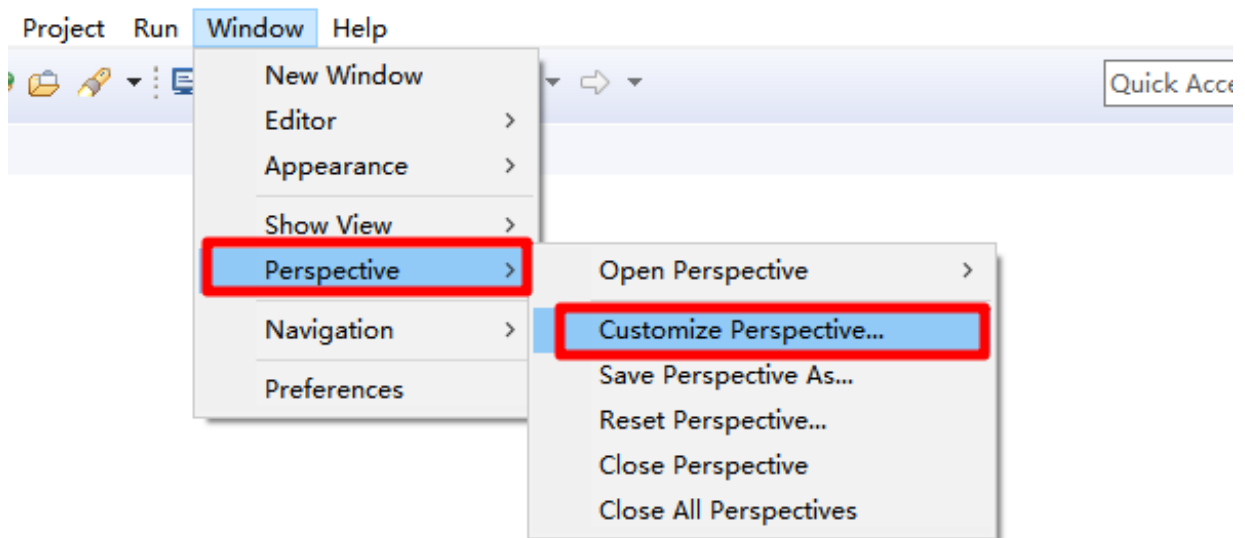 Project Run Window Help
New Window
Quick Acce
Editor
Appearance
Show View
Perspective
Open Perspective
Navigation
Customize Perspective...
Preferences
Save Perspective As...
Reset Perspective...
Close Perspective
Close All Perspectives